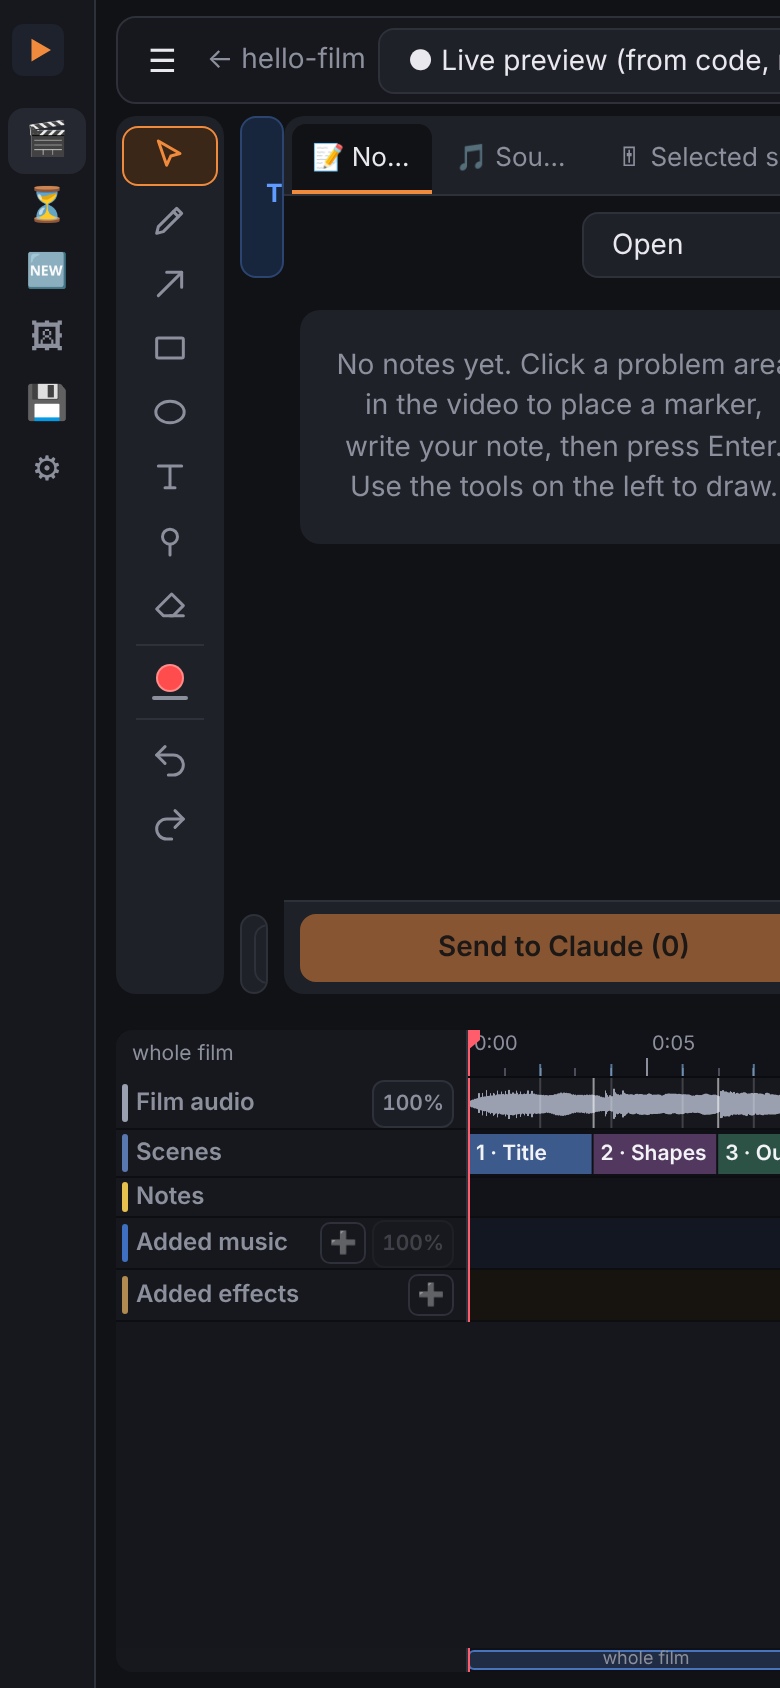 ← hello-film
Live preview (from code,
NEW
T
No...
Sou...
Selected s
Open
No notes yet. Click a problem area
in the video to place a marker,
write your note, then press Enter.
Use the tools on the left to draw.
Send to Claude (0)
whole film
0:00
0:05
Film audio
100%
Scenes
1 · Title
2 · Shapes
3 · Ou
Notes
Added music
100%
Added effects
whole film